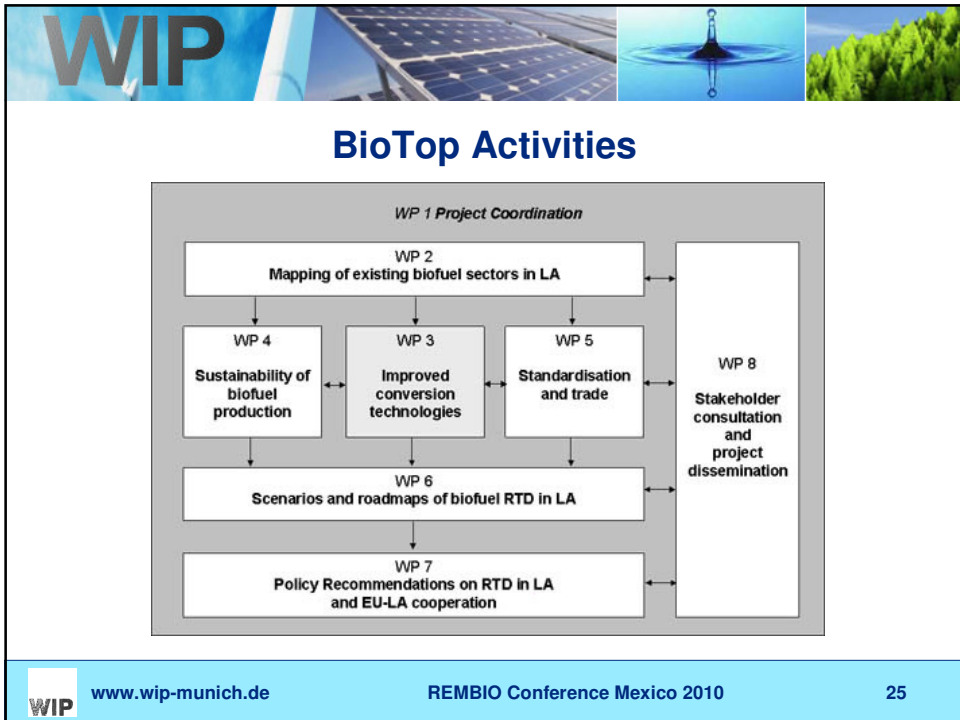 WIP
BioTop Activities
WP 1 Project Coordination
WP 2
Mapping of existing biofuel sectors in LA
WP 4
Sustainability of
biofuel
production
WP 3
Improved
conversion
technologies
WP 5
Standardisation
and trade
WP 8
Stakeholder
consultation
and
project
dissemination
WP 6
Scenarios and roadmaps of biofuel RTD in LA
WP 7
Policy Recommendations on RTD in LA
and EU-LA cooperation
WIP
www.wip-munich.de
REMBIO Conference Mexico 2010
25